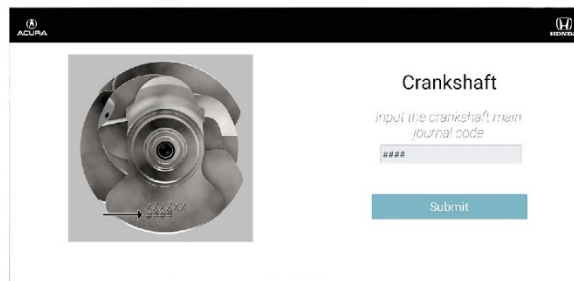 ACURA
HONDA
Crankshaft
Input the crankshaft main
journal code
####
Submit
######
####